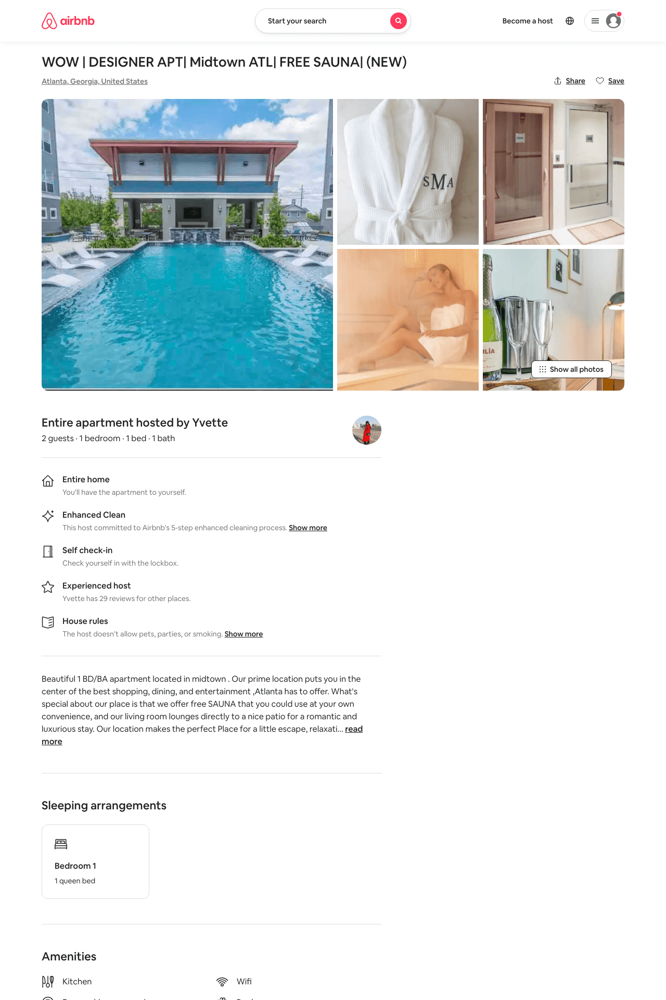 airbnb
Start your search
Become a host
WOW | DESIGNER APT| Midtown ATL| FREE SAUNA| (NEW)
Atlanta, Georgia, United States
Share
Save
SMA
ULÍA
Show all photos
Entire apartment hosted by Yvette
2 guests · 1 bedroom · 1 bed · 1 bath
Entire home
You’ll have the apartment to yourself.
Enhanced Clean
This host committed to Airbnb's 5-step enhanced cleaning process. Show more
Self check-in
Check yourself in with the lockbox.
Experienced host
Yvette has 29 reviews for other places.
House rules
The host doesn’t allow pets, parties, or smoking. Show more
Beautiful 1 BD/BA apartment located in midtown . Our prime location puts you in the
center of the best shopping, dining, and entertainment ,Atlanta has to offer. What's
special about our place is that we offer free SAUNA that you could use at your own
convenience, and our living room lounges directly to a nice patio for a romantic and
luxurious stay. Our location makes the perfect Place for a little escape, relaxati... read
more
Sleeping arrangements
Bedroom 1
1 queen bed
Amenities
Kitchen
Wifi